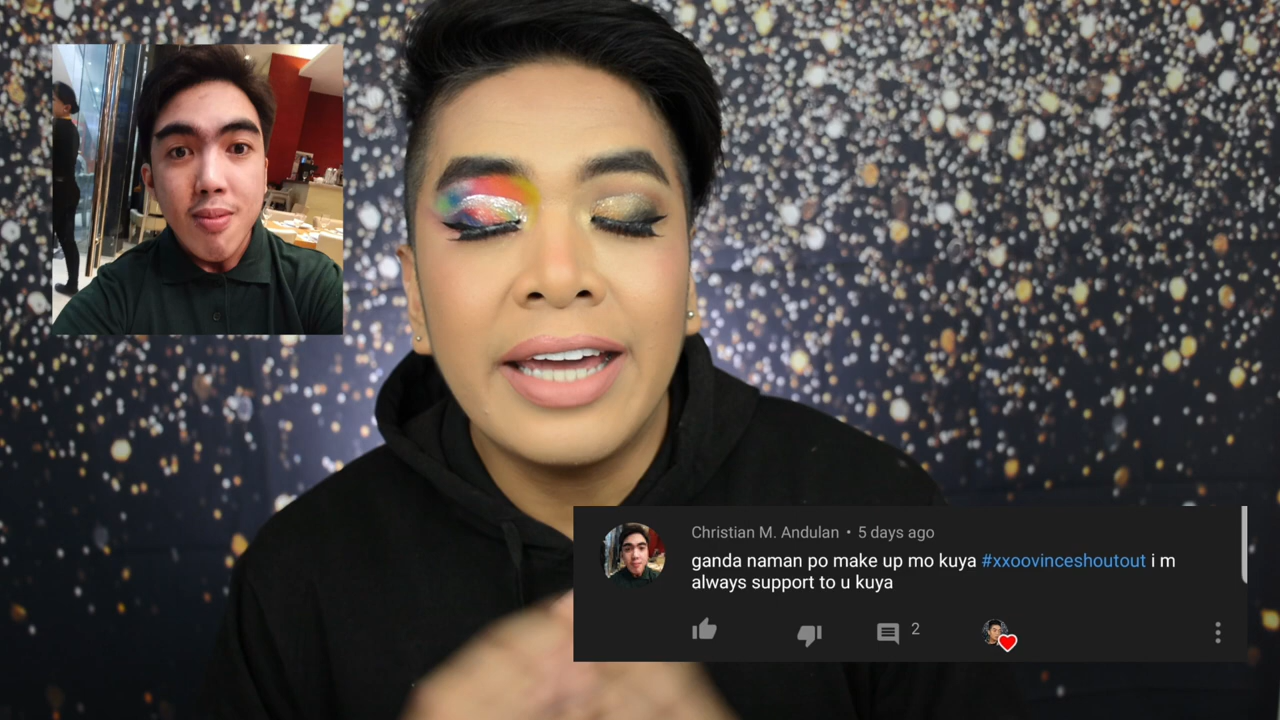 Christian M. Andulan • 5 days ago
ganda naman po make up mo kuya #xxoovinceshoutout i m
always support to u kuya
2